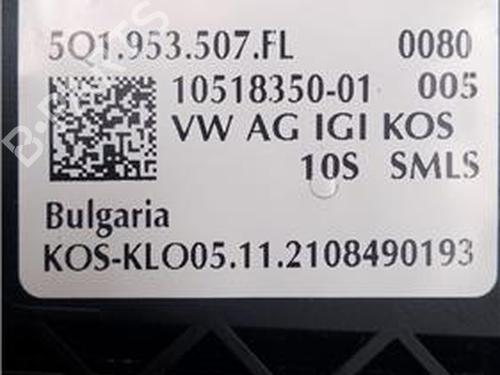 5Q1.953.507.FL 0080
10518350-01 005
VW AG IGI KOS
10S SMLS
Bulgaria
KOS-KLO05.11.2108490193
B-PARTS